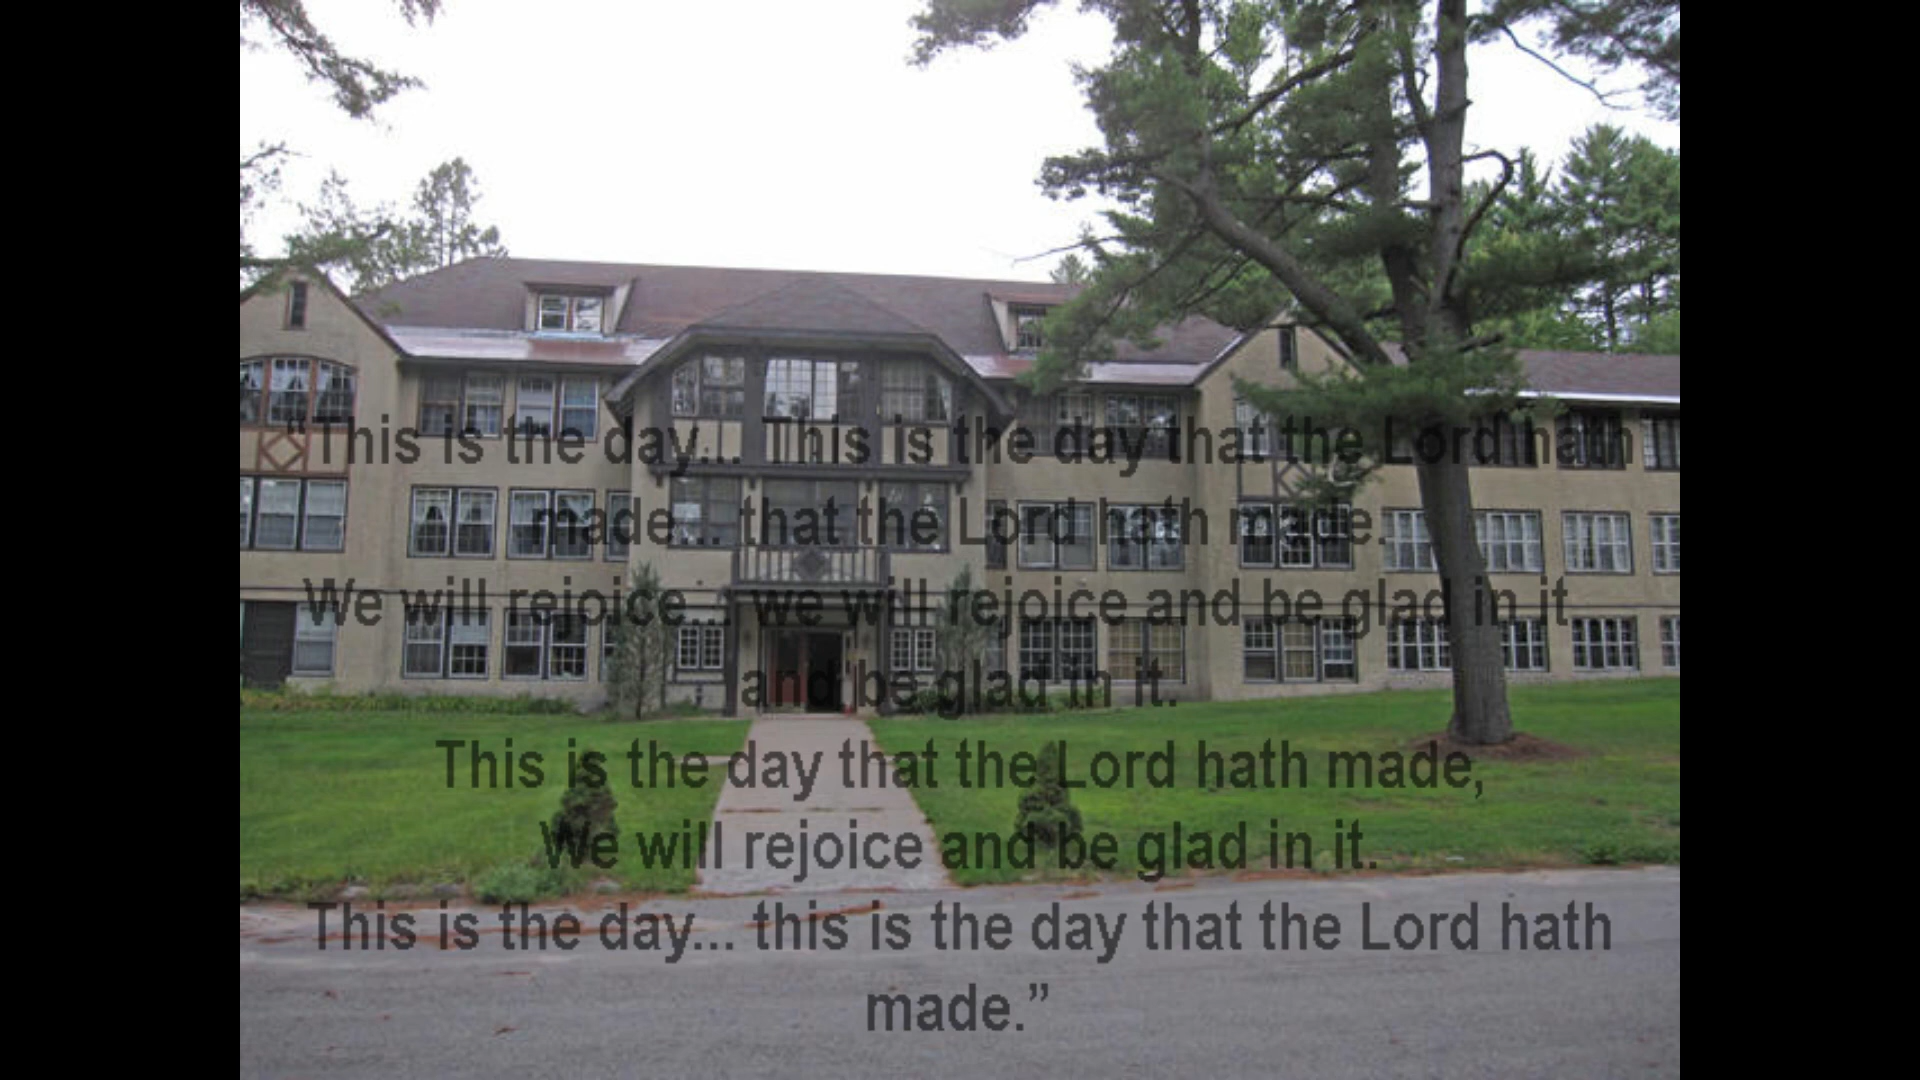 “This is the day... This is the day that the Lord hath
made... that the Lord hath made.
We will rejoice... we will rejoice and be glad in it
and be glad in it.
This is the day that the Lord hath made,
We will rejoice and be glad in it.
This is the day... this is the day that the Lord hath
made.”